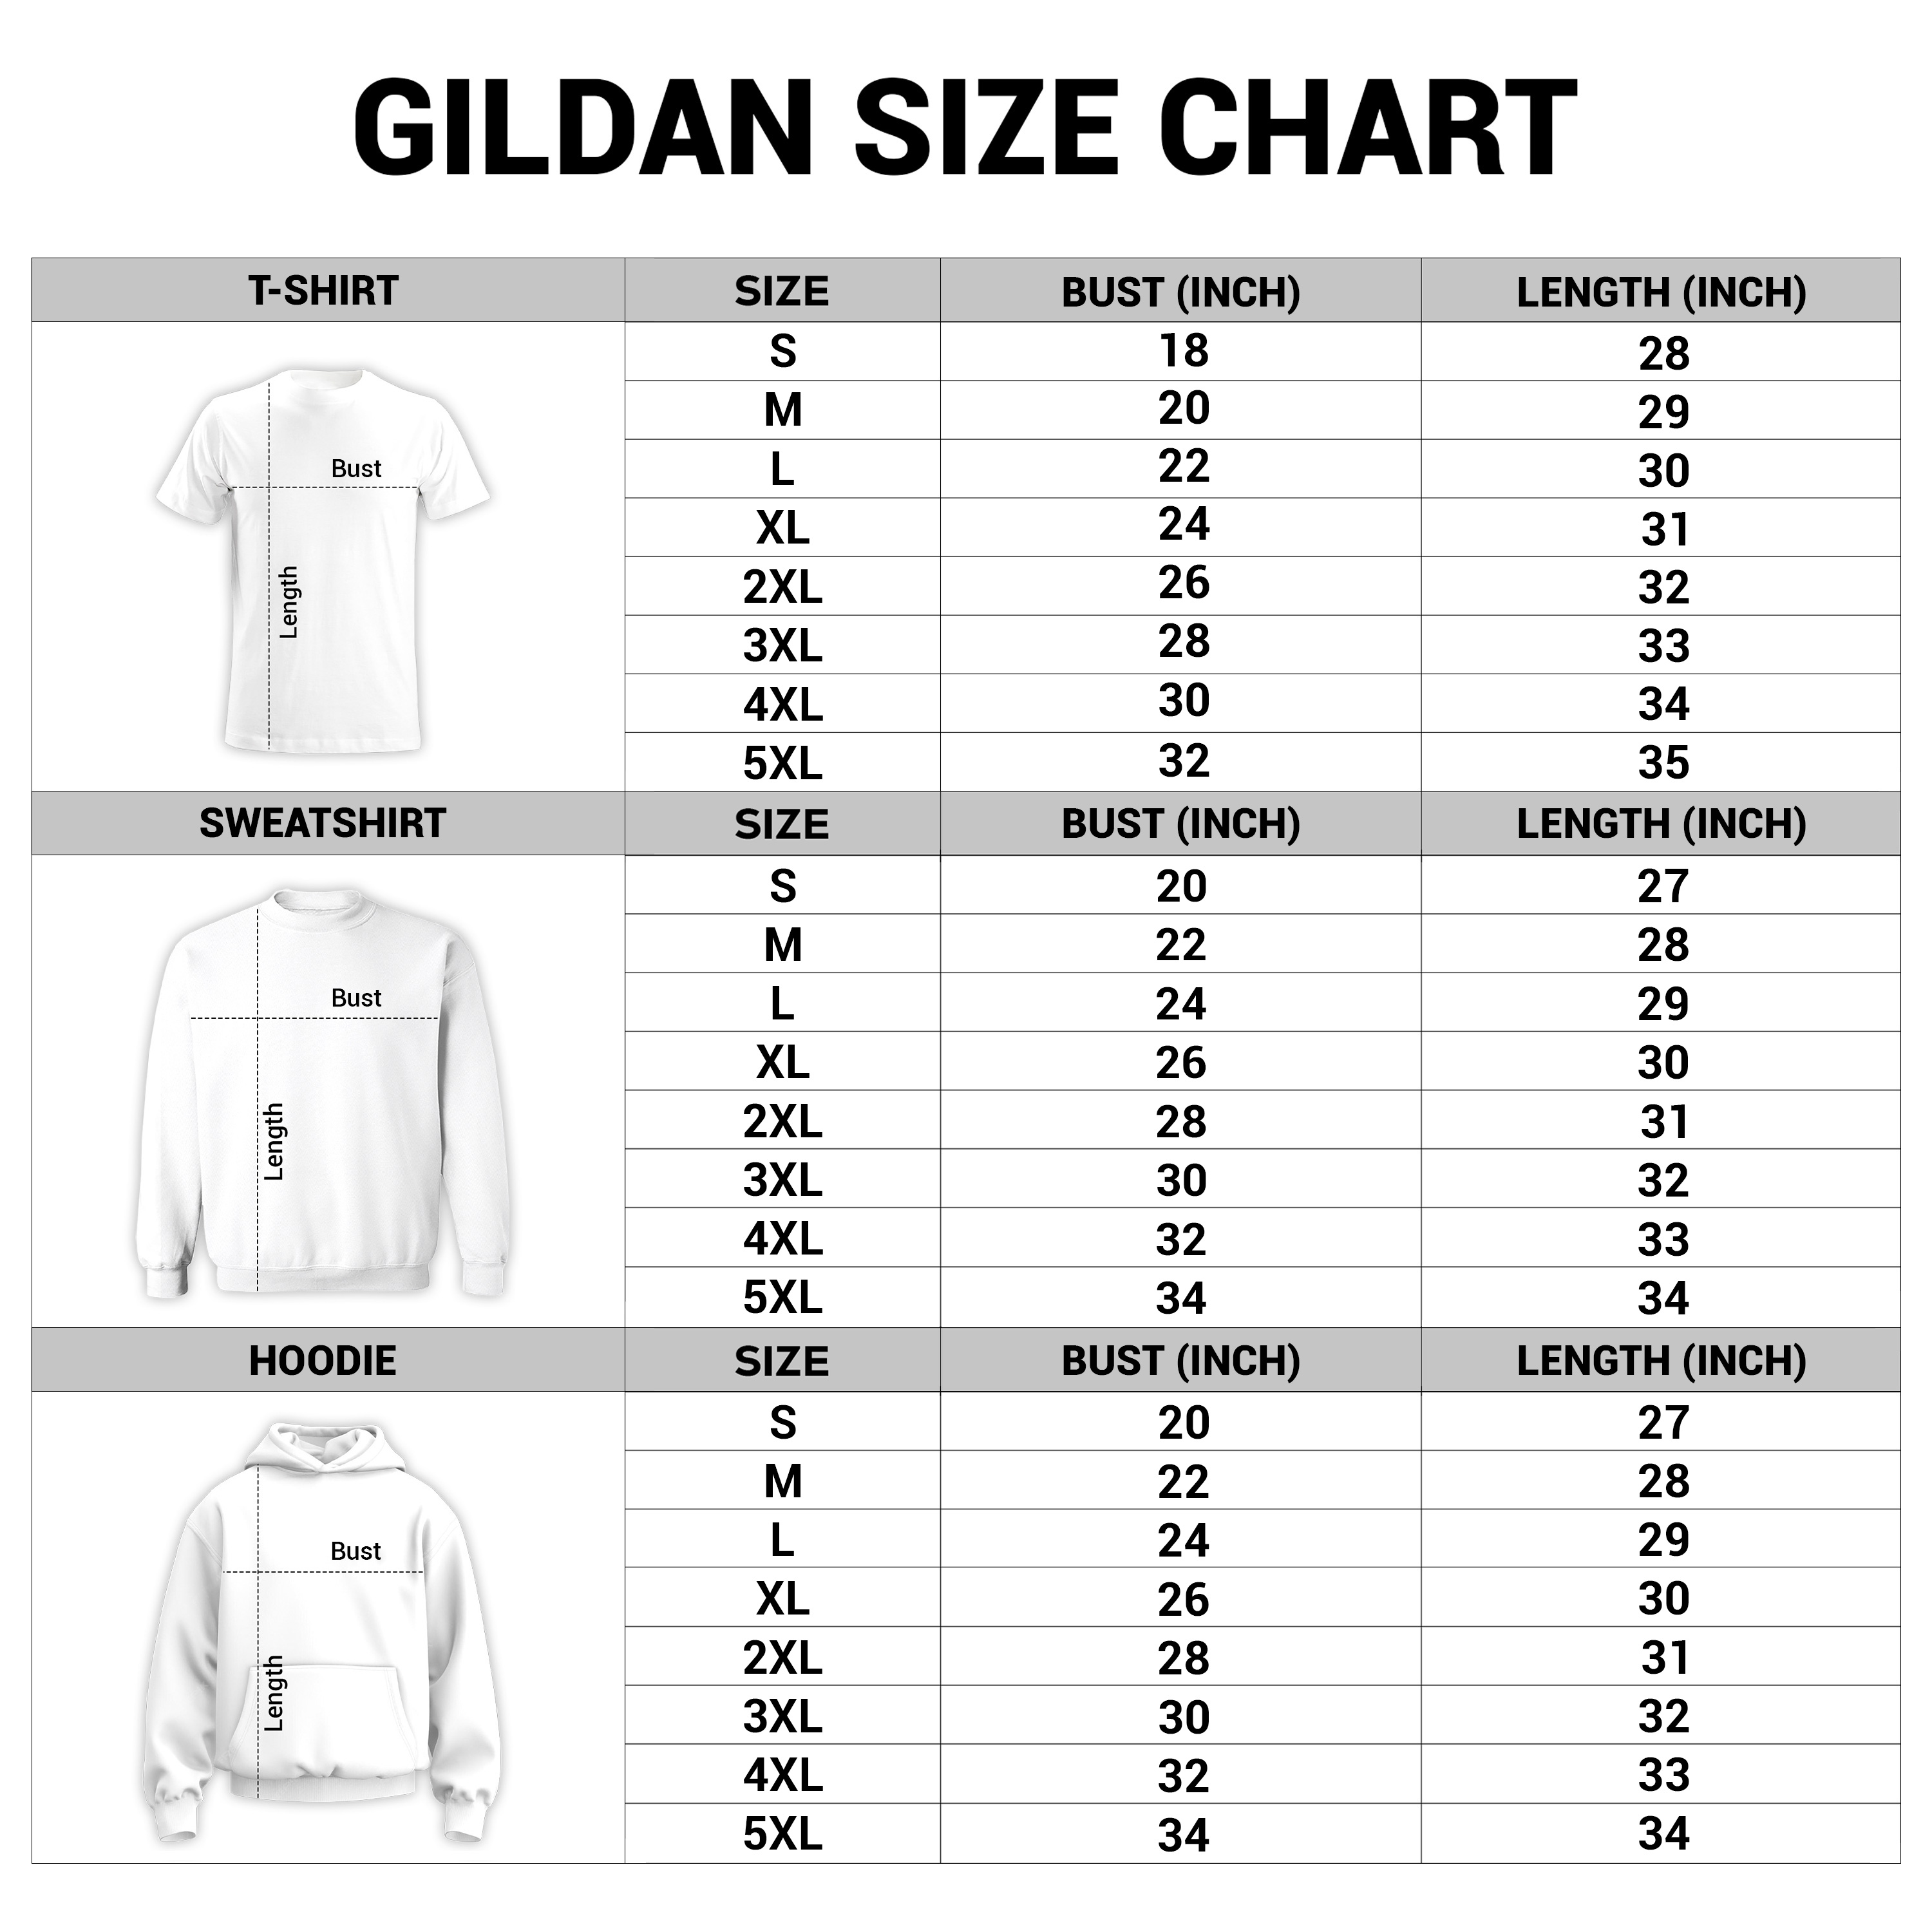 GILDAN SIZE CHART
T-SHIRT SIZE BUST (INCH) LENGTH (INCH)
Bust
Length
S 18 28
M 20 29
L 22 30
XL 24 31
2XL 26 32
3XL 28 33
4XL 30 34
5XL 32 35
SWEATSHIRT SIZE BUST (INCH) LENGTH (INCH)
Bust
Length
S 20 27
M 22 28
L 24 29
XL 26 30
2XL 28 31
3XL 30 32
4XL 32 33
5XL 34 34
HOODIE SIZE BUST (INCH) LENGTH (INCH)
Bust
Length
S 20 27
M 22 28
L 24 29
XL 26 30
2XL 28 31
3XL 30 32
4XL 32 33
5XL 34 34